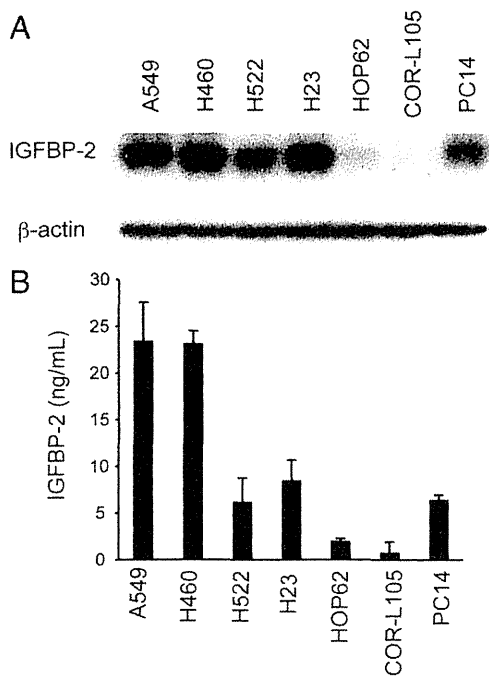 A
A549
H460
H522
H23
HOP62
COR-L105
PC14
IGFBP-2
β-actin
B
IGFBP-2 (ng/mL)
30
25
20
15
10
5
0
A549
H460
H522
H23
HOP62
COR-L105
PC14